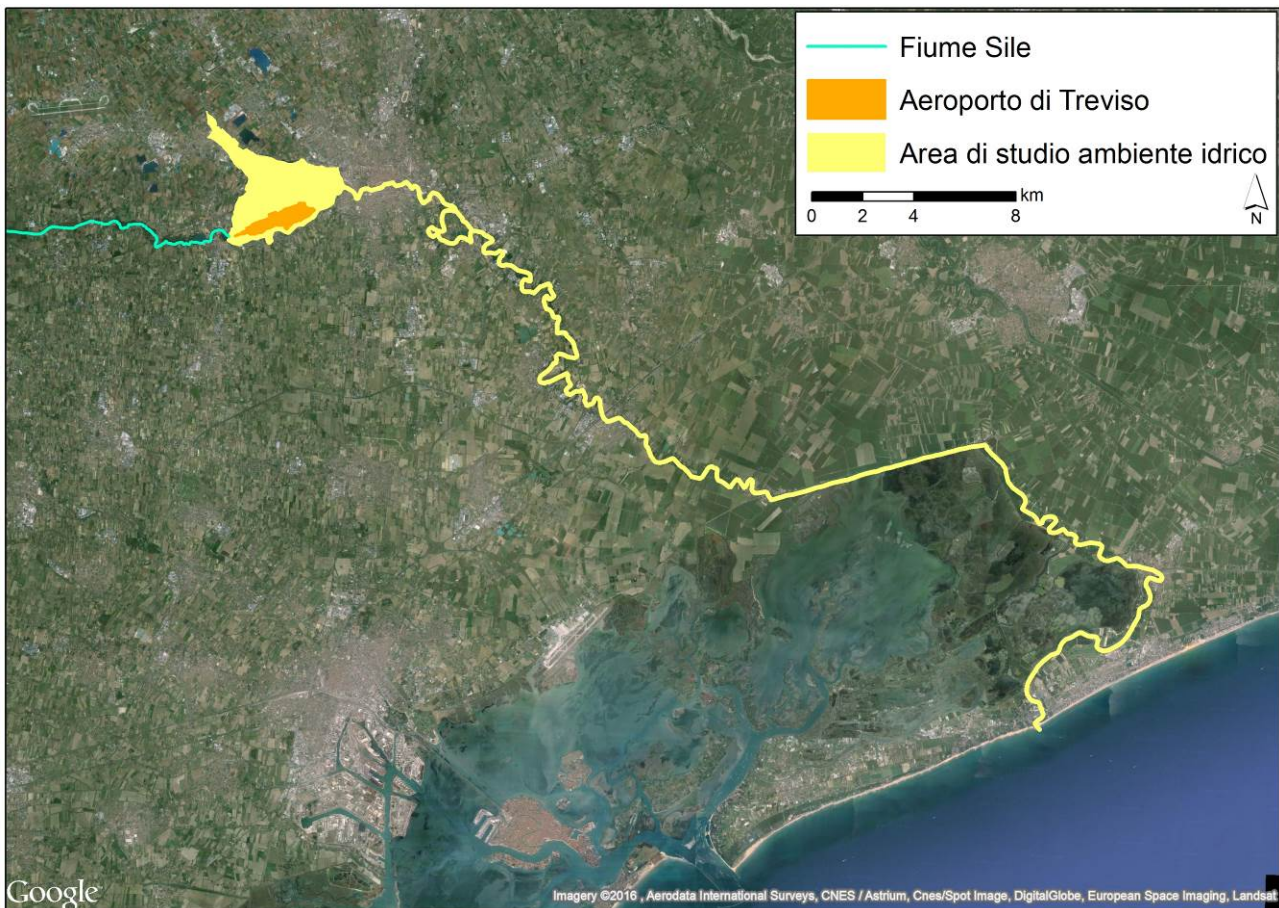 Fiume Sile
Aeroporto di Treviso
Area di studio ambiente idrico
km
0 2 4 8
N
Google
Imagery ©2016 , Aerodata International Surveys, CNES / Astrium, Cnes/Spot Image, DigitalGlobe, European Space Imaging, Landsat